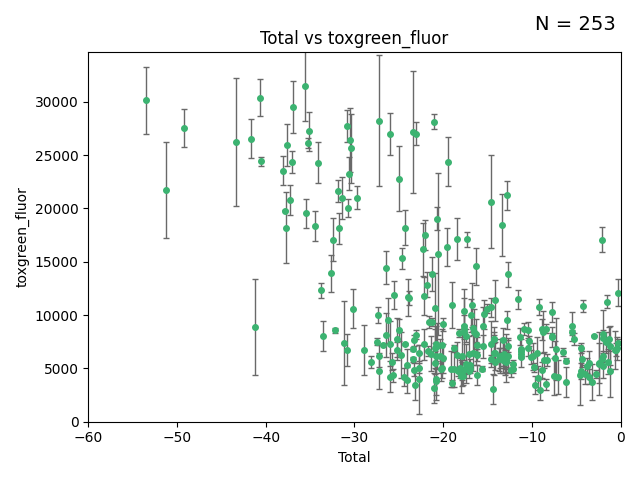 N = 253
Total vs toxgreen_fluor
toxgreen_fluor
30000
25000
20000
15000
10000
5000
0
−60 −50 −40 −30 −20 −10 0
Total